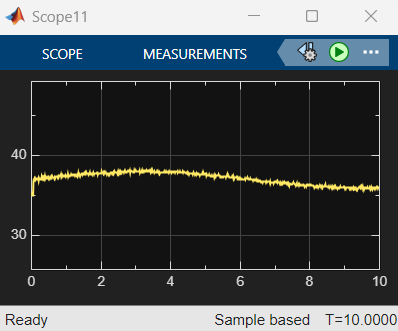 Scope11
SCOPE MEASUREMENTS
40
30
0 2 4 6 8 10
Ready Sample based T=10.0000